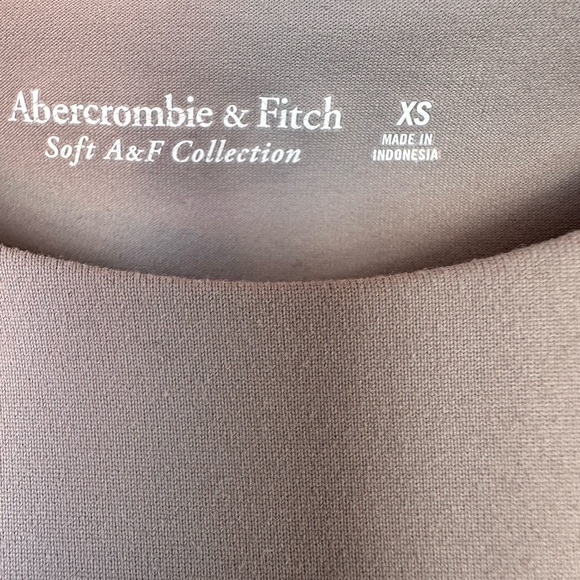 Abercrombie & Fitch
Soft A&F Collection
XS
MADE IN
INDONESIA